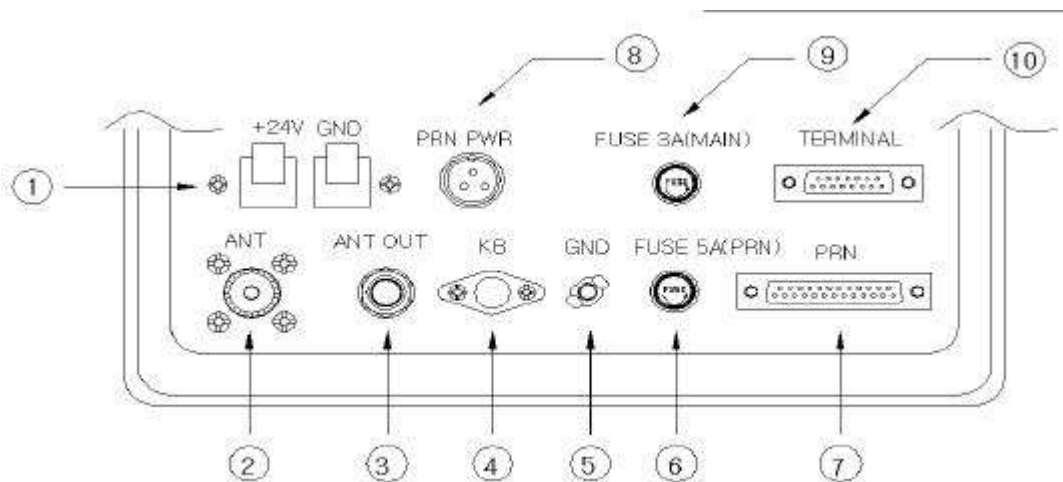 8 9 10
+24V GND PRN PWR FUSE 3A(MAIN) TERMINAL
1 FUSE
ANT ANT OUT KB GND FUSE 5A(PRN) PRN
FUSE
2 3 4 5 6 7